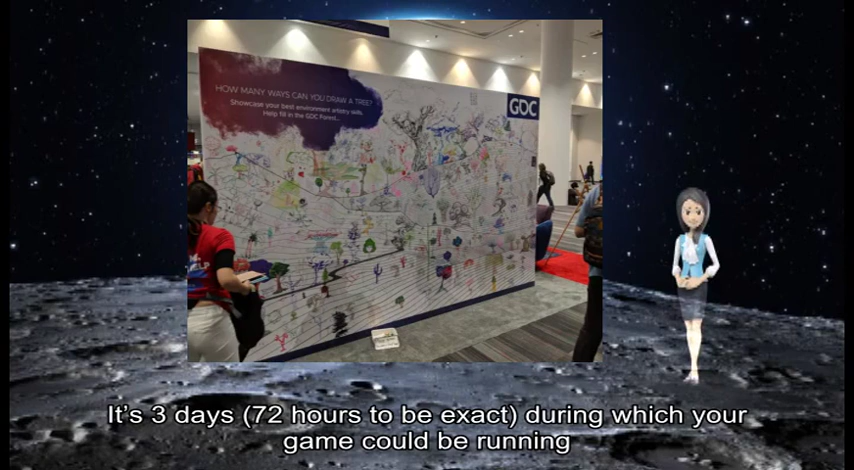 HOW MANY WAYS CAN YOU DRAW A TREE?
Showcase your best environment artistry skills.
Help fill in the GDC Forest...
GDC
It's 3 days (72 hours to be exact) during which your
game could be running